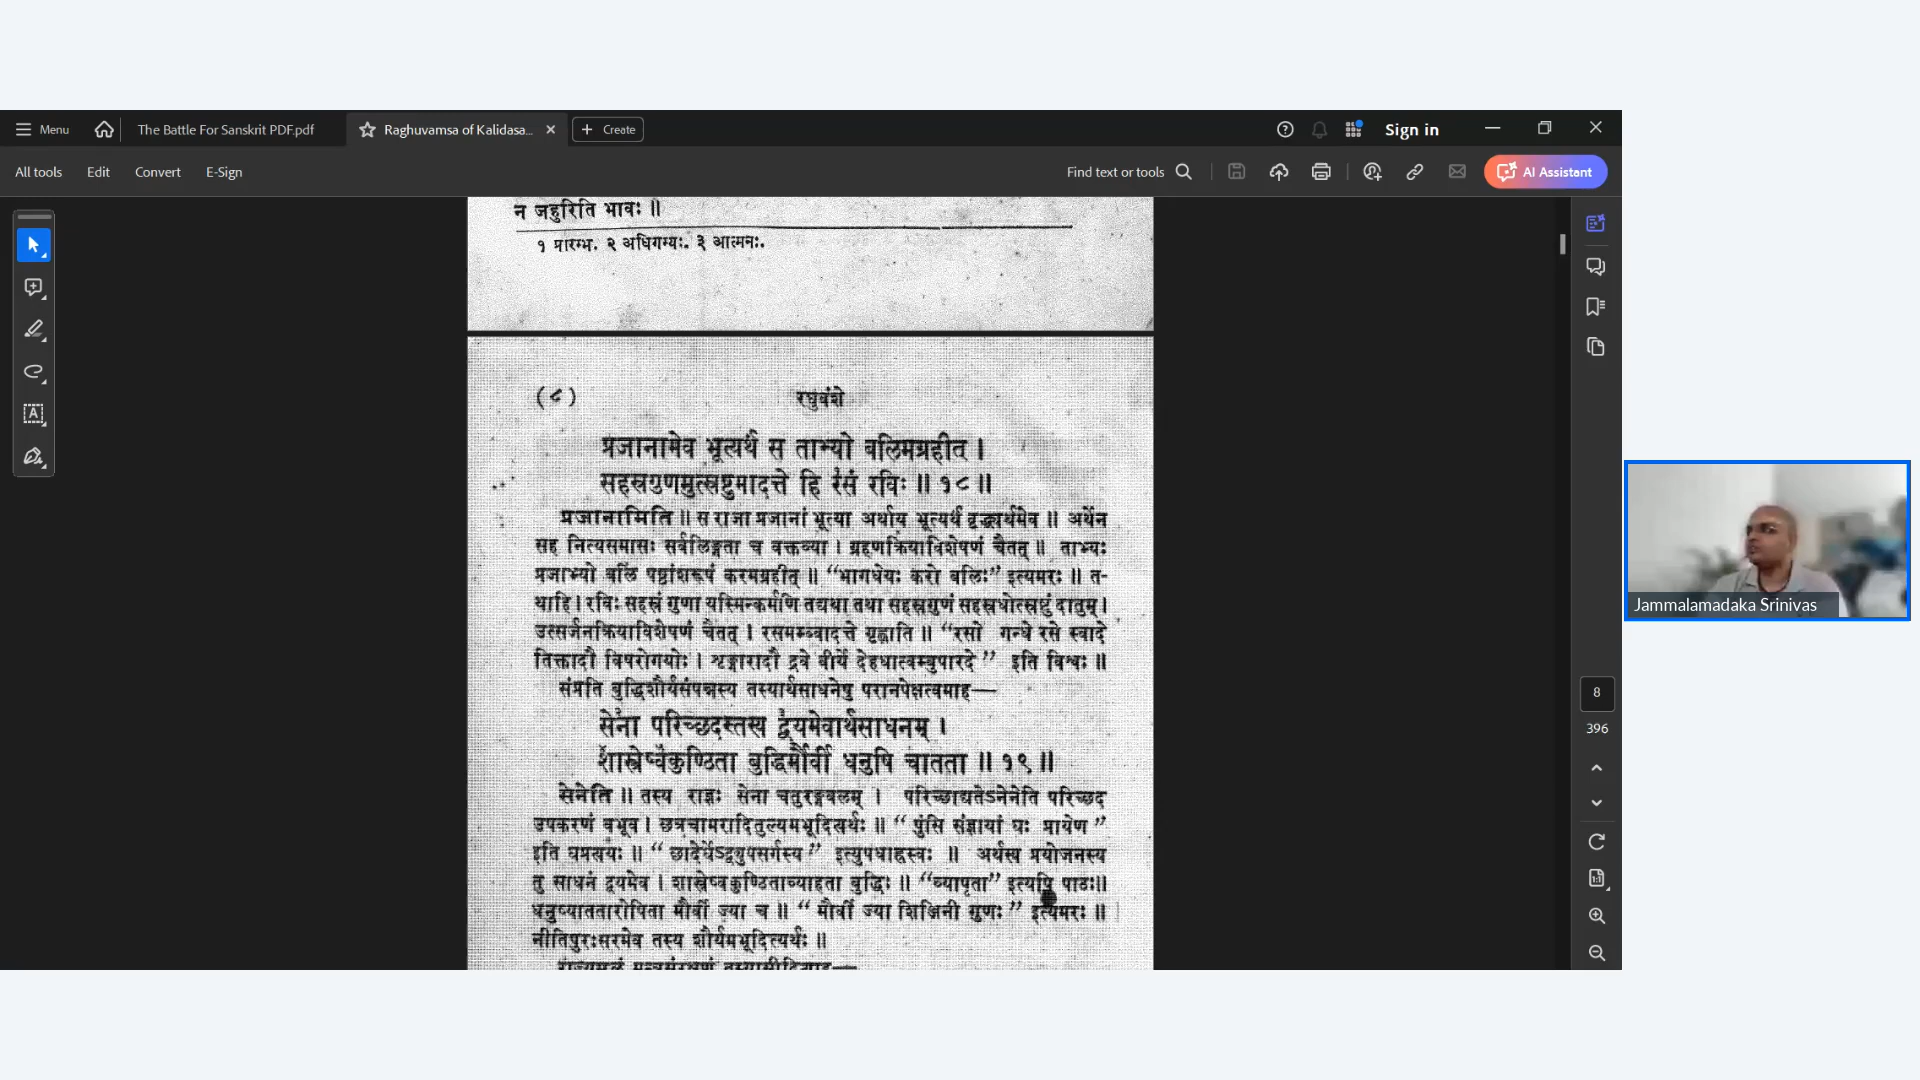 Menu
The Battle For Sanskrit PDF.pdf
Raghuvamsa of Kalidasa...
Create
Sign in
All tools
Edit
Convert
E-Sign
Find text or tools
AI Assistant
न जहुरिति भावः ॥
१ प्रारम्भ. २ अधिगम्यः. ३ आत्मनः.
(८)
रघुवंशे
प्रजानामेव भूत्यर्थं स ताभ्यो बलिमग्रहीत् ।
सहस्रगुणमुत्स्रष्टुमादत्ते हि रसं रविः ॥ १८ ॥
प्रजानामिति ॥ स राजा प्रजानां भूत्या अर्थाय भूत्यर्थं वृद्ध्यर्थमेव ॥ अर्थेन
सह नित्यसमासः सर्वलिङ्गता च वक्तव्या । ग्रहणक्रियाविशेषणं चैतत् ॥ ताभ्यः
प्रजाभ्यो बलिं षष्ठांशरूपं करमग्रहीत् ॥ “भागधेयः करो बलिः” इत्यमरः ॥ त-
थाहि । रविः सहस्रं गुणा यस्मिन्कर्मणि तद्यथा तथा सहस्रगुणं सहस्रधोत्स्रष्टुं दातुम् ।
उत्सर्जनक्रियाविशेषणं चैतत् । रसमम्ब्वादत्ते गृह्णाति ॥ “रसो गन्धे रसे स्वादे
तिक्तादौ विषरोगयोः । शृङ्गारादौ द्रवे वीर्ये देहधात्वम्बुपारदे” इति विश्वः ॥
संप्रति बुद्धिशौर्यसंपन्नस्य तस्यार्थसाधनेषु परानपेक्षत्वमाह—
सेना परिच्छदस्तस्य द्वयमेवार्थसाधनम् ।
शास्त्रेष्वकुण्ठिता बुद्धिर्मौर्वी धनुषि चातता ॥ १९ ॥
सेनेति ॥ तस्य राज्ञः सेना चतुरङ्गबलम् । परिच्छाद्यतेऽनेनेति परिच्छद
उपकरणं बभूव । छत्रचामरादितुल्यमभूदित्यर्थः ॥ “ पुंसि संज्ञायां घः प्रायेण ”
इति घप्रत्ययः ॥ “ छादेर्घेऽद्व्युपसर्गस्य ” इत्युपधाह्रस्वः ॥ अर्थस्य प्रयोजनस्य
तु साधनं द्वयमेव । शास्त्रेष्वकुण्ठिताव्याहता बुद्धिः ॥ “व्यापृता” इत्यपि पाठः॥
धनुष्याततारोपिता मौर्वी ज्या च ॥ “ मौर्वी ज्या शिञ्जिनी गुणः ” इत्यमरः ॥
नीतिपुरःसरमेव तस्य शौर्यमभूदित्यर्थः ॥
8
396
Jammalamadaka Srinivas